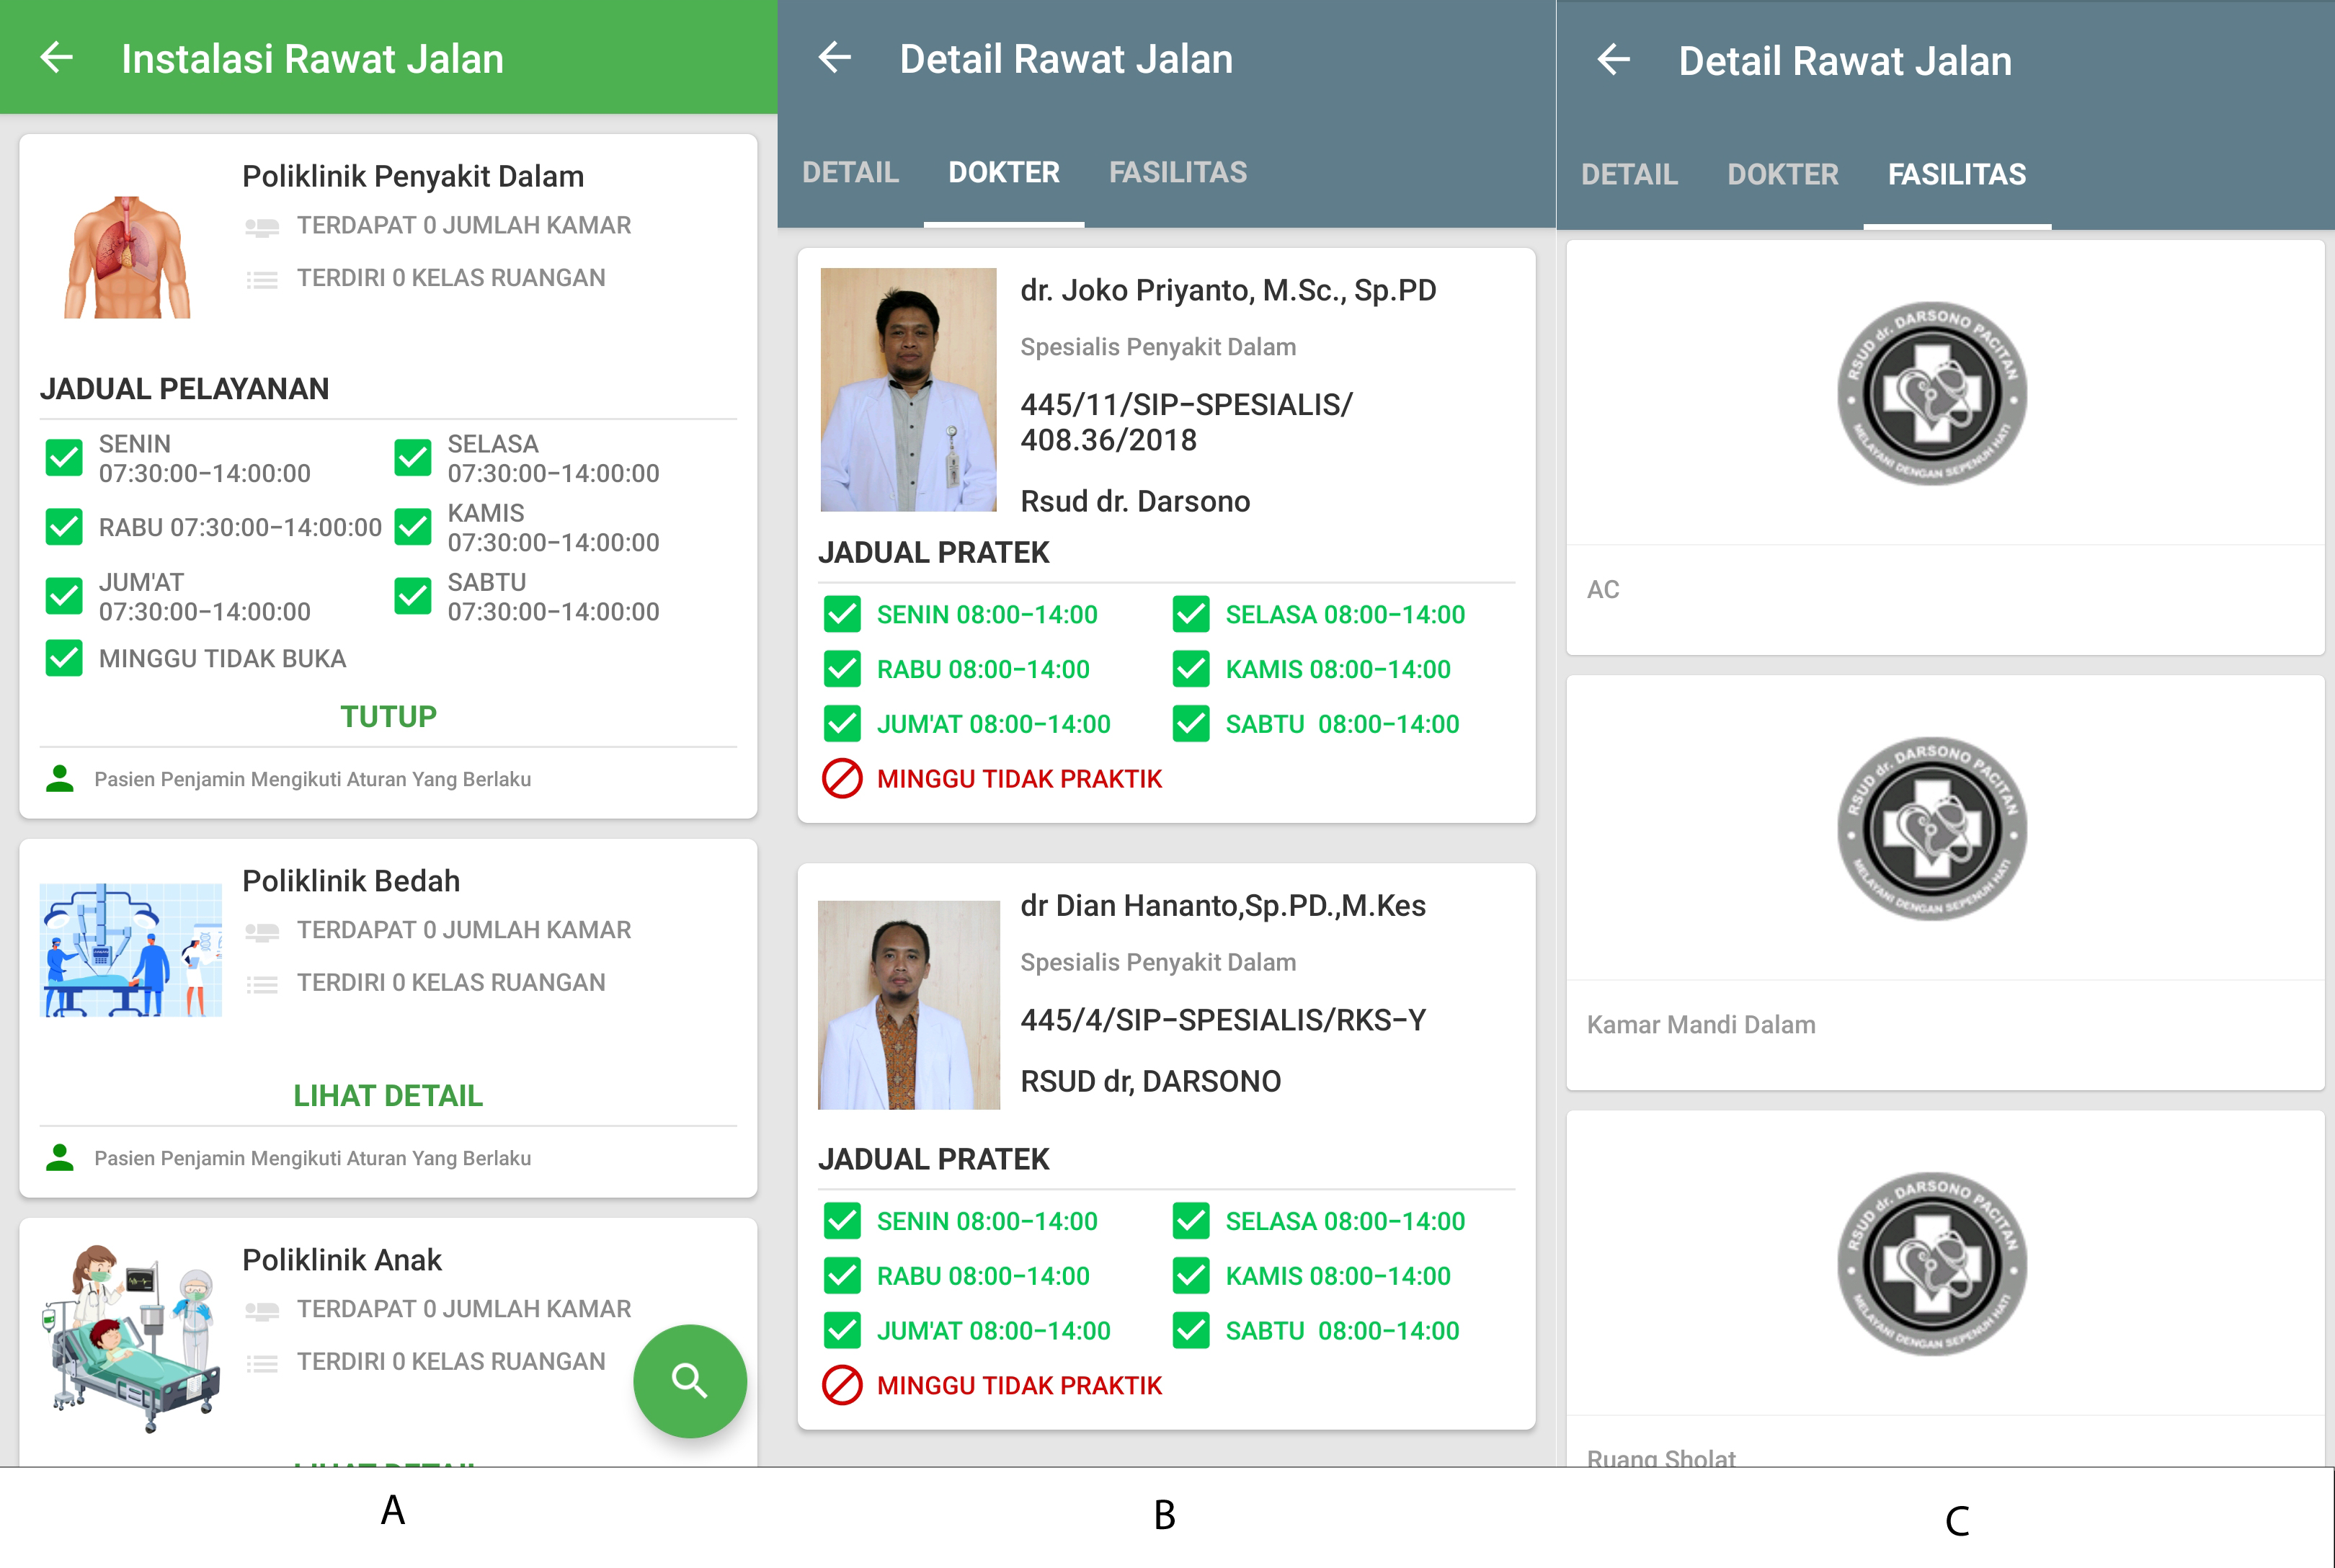 Instalasi Rawat Jalan
Poliklinik Penyakit Dalam
TERDAPAT 0 JUMLAH KAMAR
TERDIRI 0 KELAS RUANGAN
JADUAL PELAYANAN
SENIN
07:30:00-14:00:00
SELASA
07:30:00-14:00:00
RABU 07:30:00-14:00:00
KAMIS
07:30:00-14:00:00
JUM'AT
07:30:00-14:00:00
SABTU
07:30:00-14:00:00
MINGGU TIDAK BUKA
TUTUP
Pasien Penjamin Mengikuti Aturan Yang Berlaku
Poliklinik Bedah
TERDAPAT 0 JUMLAH KAMAR
TERDIRI 0 KELAS RUANGAN
LIHAT DETAIL
Pasien Penjamin Mengikuti Aturan Yang Berlaku
Poliklinik Anak
TERDAPAT 0 JUMLAH KAMAR
TERDIRI 0 KELAS RUANGAN
LIHAT DETAIL
A
Detail Rawat Jalan
DETAIL DOKTER FASILITAS
dr. Joko Priyanto, M.Sc., Sp.PD
Spesialis Penyakit Dalam
445/11/SIP-SPESIALIS/
408.36/2018
Rsud dr. Darsono
JADUAL PRATEK
SENIN 08:00-14:00 SELASA 08:00-14:00
RABU 08:00-14:00 KAMIS 08:00-14:00
JUM'AT 08:00-14:00 SABTU 08:00-14:00
MINGGU TIDAK PRAKTIK
dr Dian Hananto,Sp.PD.,M.Kes
Spesialis Penyakit Dalam
445/4/SIP-SPESIALIS/RKS-Y
RSUD dr, DARSONO
JADUAL PRATEK
SENIN 08:00-14:00 SELASA 08:00-14:00
RABU 08:00-14:00 KAMIS 08:00-14:00
JUM'AT 08:00-14:00 SABTU 08:00-14:00
MINGGU TIDAK PRAKTIK
B
Detail Rawat Jalan
DETAIL DOKTER FASILITAS
RSUD dr. DARSONO PACITAN
MELAYANI DENGAN SEPENUH HATI
AC
RSUD dr. DARSONO PACITAN
MELAYANI DENGAN SEPENUH HATI
Kamar Mandi Dalam
RSUD dr. DARSONO PACITAN
MELAYANI DENGAN SEPENUH HATI
Ruang Sholat
C